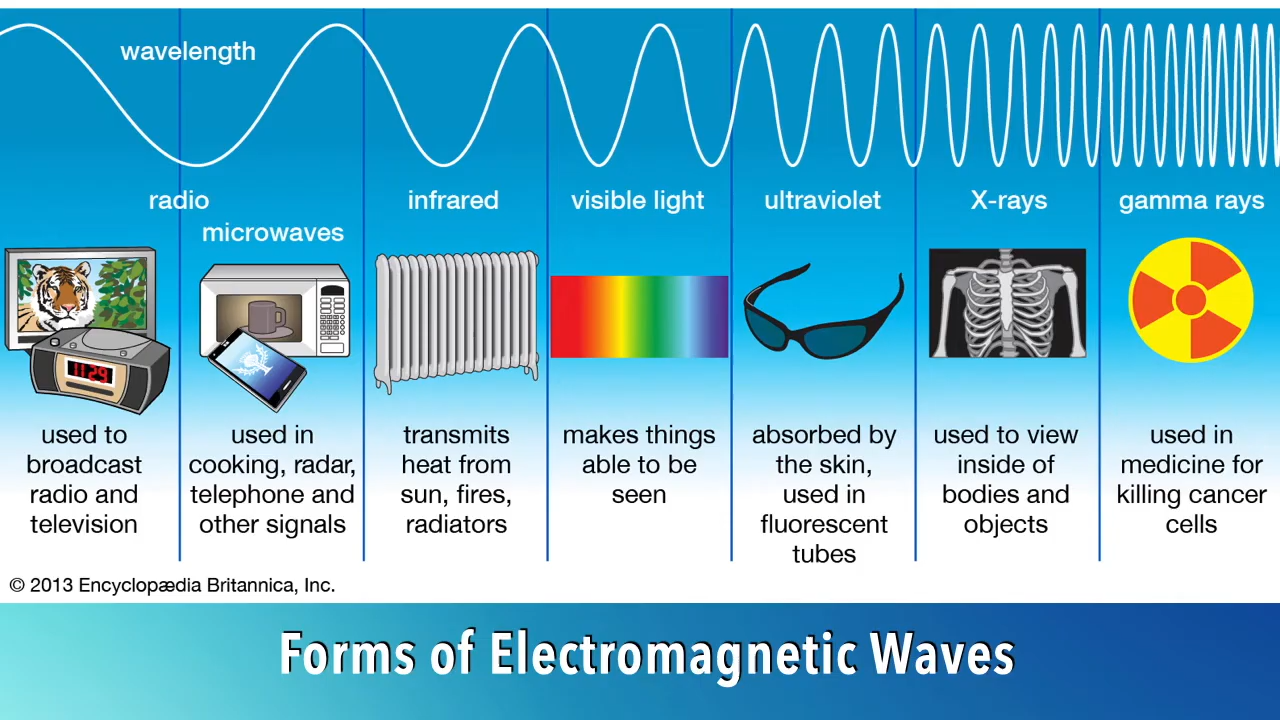 wavelength
radio
microwaves
infrared
visible light
ultraviolet
X-rays
gamma rays
11:29
used to
broadcast
radio and
television
used in
cooking, radar,
telephone and
other signals
transmits
heat from
sun, fires,
radiators
makes things
able to be
seen
absorbed by
the skin,
used in
fluorescent
tubes
used to view
inside of
bodies and
objects
used in
medicine for
killing cancer
cells
© 2013 Encyclopædia Britannica, Inc.
Forms of Electromagnetic Waves